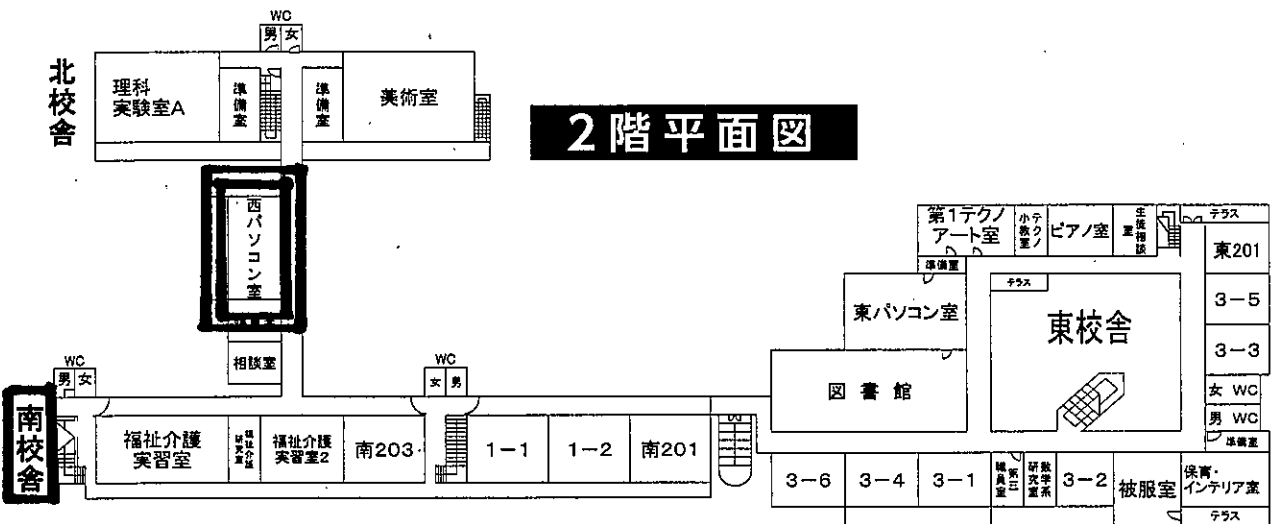 WC
男 女
北校舎
理科
実験室A
準備室
準備室
美術室
2階平面図
西パソコン室
相談室
WC
男 女
南校舎
福祉介護
実習室
福祉介護
研究室
福祉介護
実習室2
南203
WC
女 男
1-1
1-2
南201
第1テクノ
アート室
テクノ
小教室
ピアノ室
生徒相談
室
テラス
東201
準備室
テラス
東パソコン室
東校舎
3-5
3-3
図書館
女 WC
男 WC
準備室
3-6
3-4
3-1
第三
職員室
数学系
研究室
3-2
被服室
保育・
インテリア室
テラス